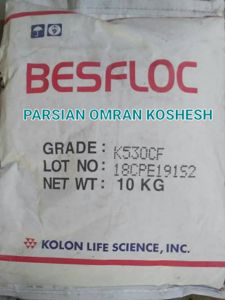 BESFLOC
PARSIAN OMRAN KOSHESH
GRADE: K530CF
LOT NO: 18CPE19152
NET WT: 10 KG
KOLON LIFE SCIENCE, INC.